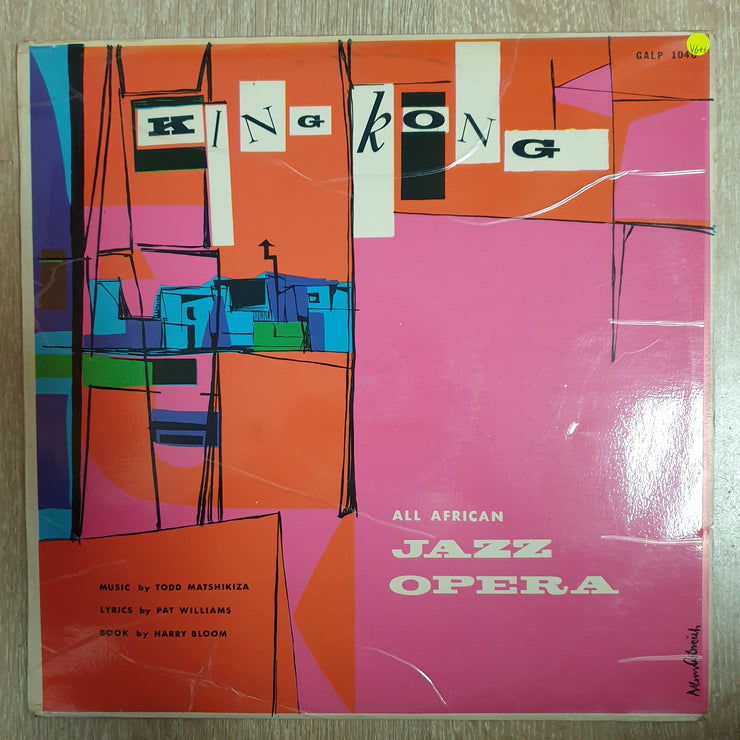 GALP 1040
KING KONG
ALL AFRICAN
JAZZ
OPERA
MUSIC by TODD MATSHIKIZA
LYRICS by PAT WILLIAMS
BOOK by HARRY BLOOM